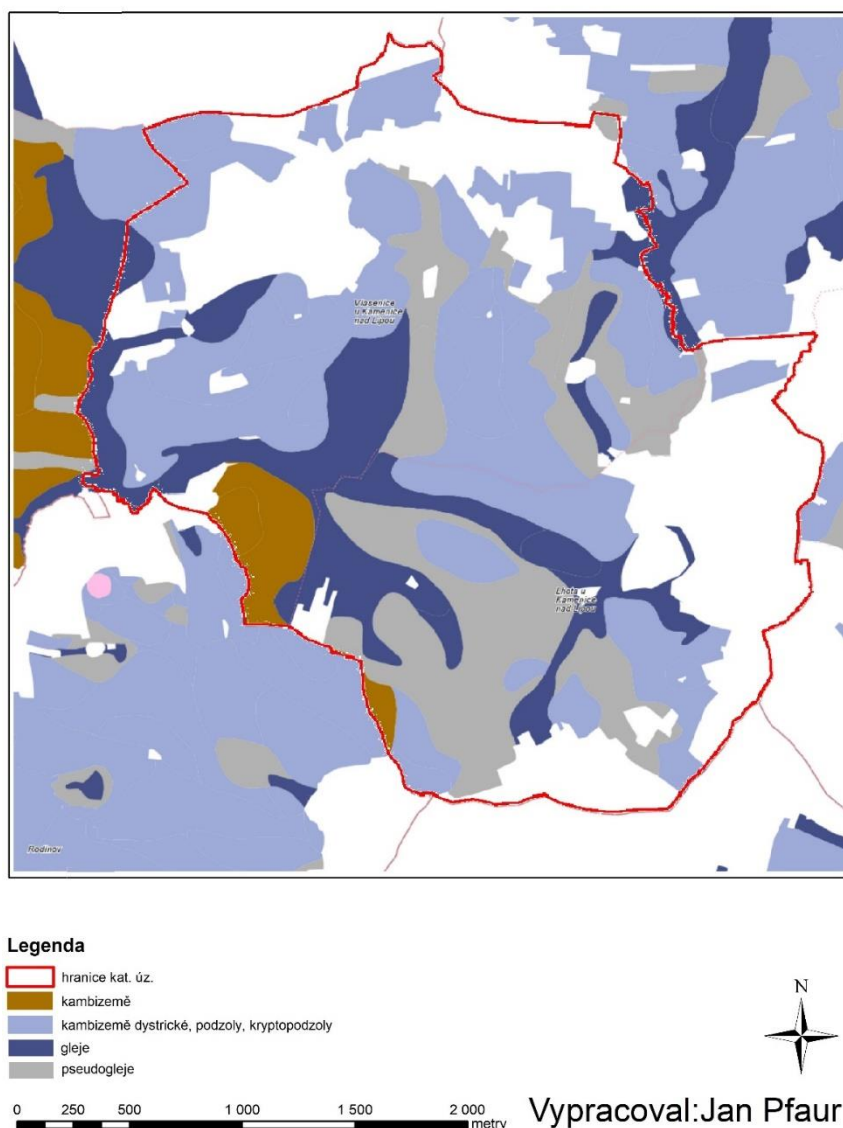 Vlásenice
u Kamenice
nad Lipou
Lhota u
Kamenice
nad Lipou
Rodinov
Legenda
hranice kat. úz.
kambizemě
kambizemě dystrické, podzoly, kryptopodzoly
gleje
pseudogleje
N
0 250 500 1 000 1 500 2 000
metry
Vypracoval:Jan Pfaur